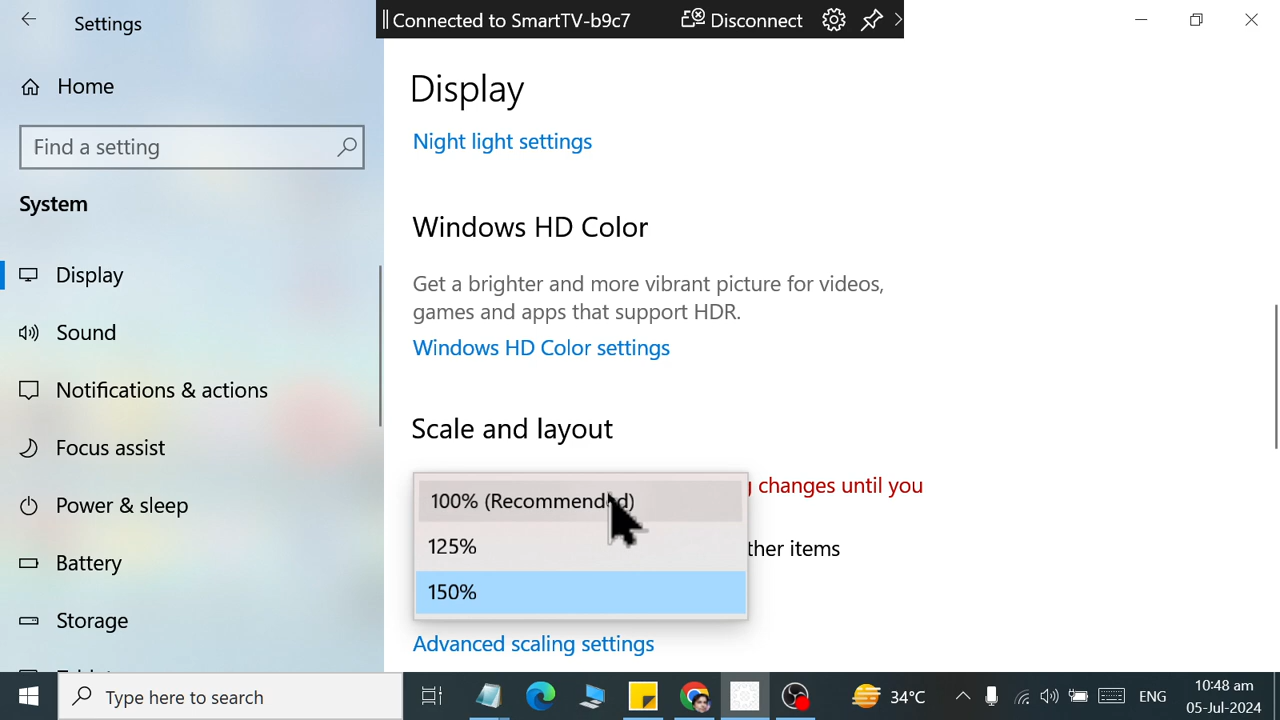 Settings
Connected to SmartTV-b9c7 Disconnect
Home
Find a setting
System
Display
Sound
Notifications & actions
Focus assist
Power & sleep
Battery
Storage
Display
Night light settings
Windows HD Color
Get a brighter and more vibrant picture for videos,
games and apps that support HDR.
Windows HD Color settings
Scale and layout
changes until you
100% (Recommended)
125%
ther items
150%
Advanced scaling settings
Type here to search
34°C
ENG
10:48 am
05-Jul-2024